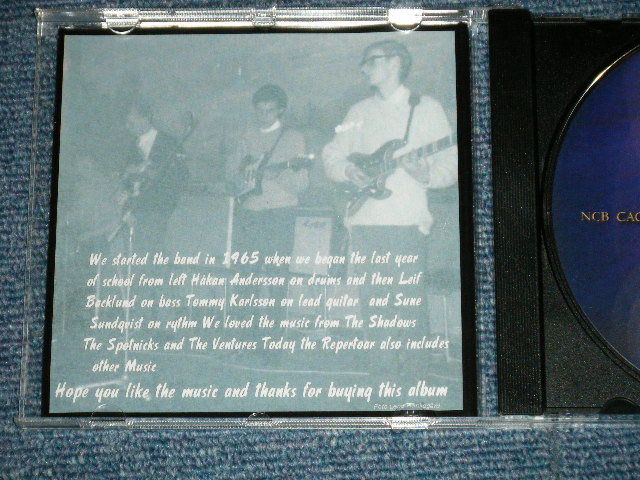 We started the band in 1965 when we began the last year
of school from left Håkan Andersson on drums and then Leif
Backlund on bass Tommy Karlsson on lead guitar and Sune
Sundqvist on rythm We loved the music from The Shadows
The Spotnicks and The Ventures Today the Repertoar also includes
other Music
Hope you like the music and thanks for buying this album
Foto
NCB CAC